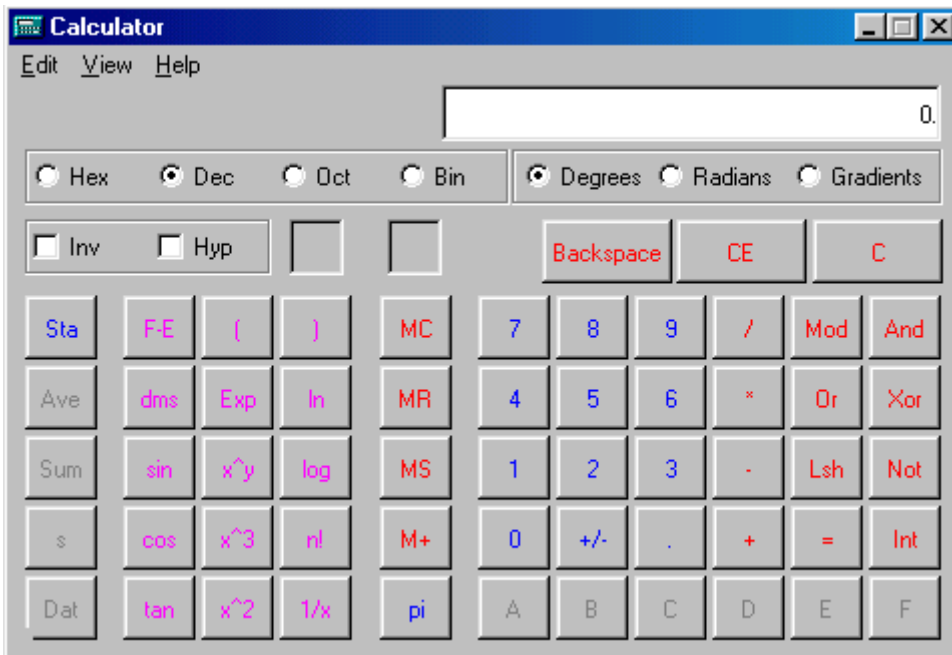 Calculator
Edit View Help
0.
Hex Dec Oct Bin Degrees Radians Gradients
Inv Hyp Backspace CE C
Sta F-E ( ) MC 7 8 9 / Mod And
Ave dms Exp ln MR 4 5 6 * Or Xor
Sum sin x^y log MS 1 2 3 - Lsh Not
s cos x^3 n! M+ 0 +/- . + = Int
Dat tan x^2 1/x pi A B C D E F